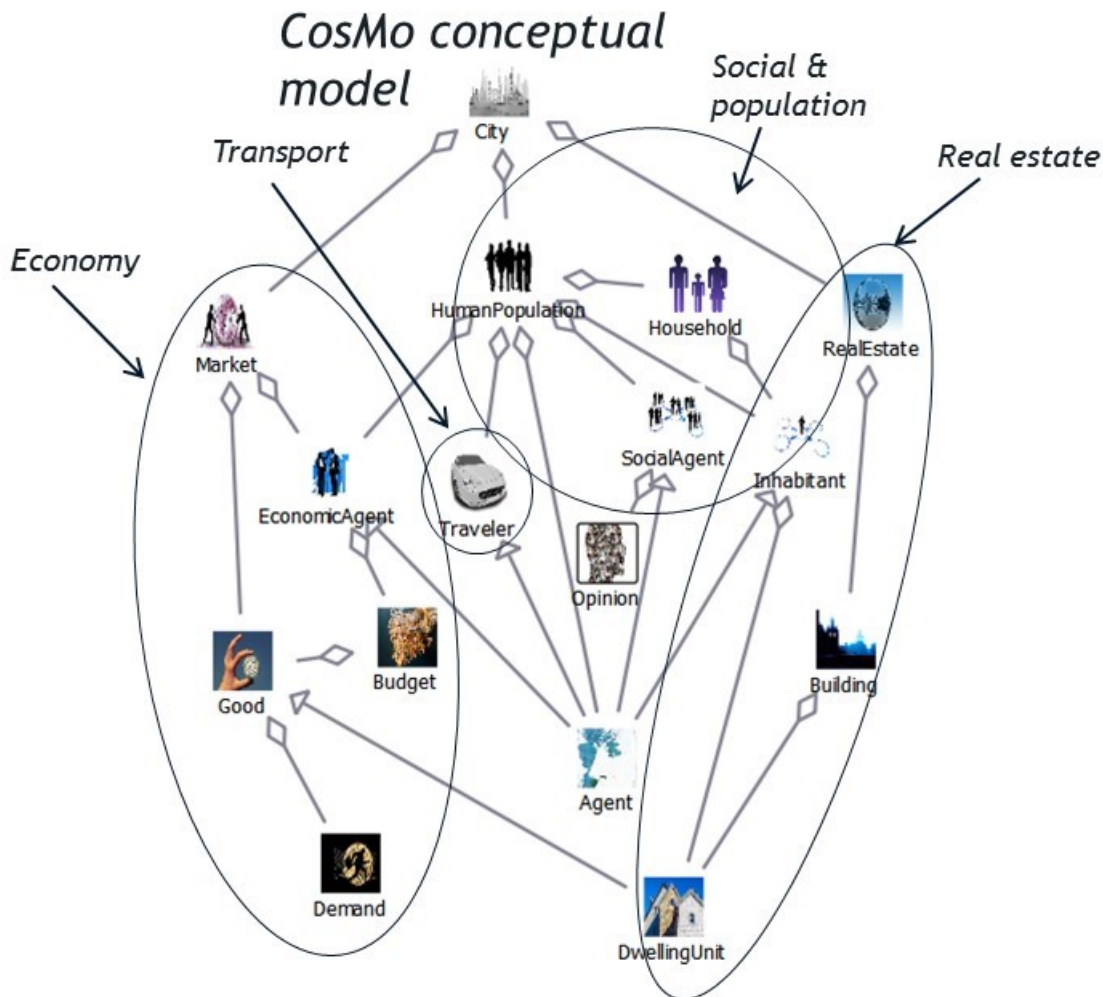 CosMo conceptual
model
Social &
population
City
Transport
Real estate
Economy
HumanPopulation
Household
RealEstate
Market
SocialAgent
Inhabitant
EconomicAgent
Traveler
Opinion
Budget
Building
Good
Agent
Demand
DwellingUnit